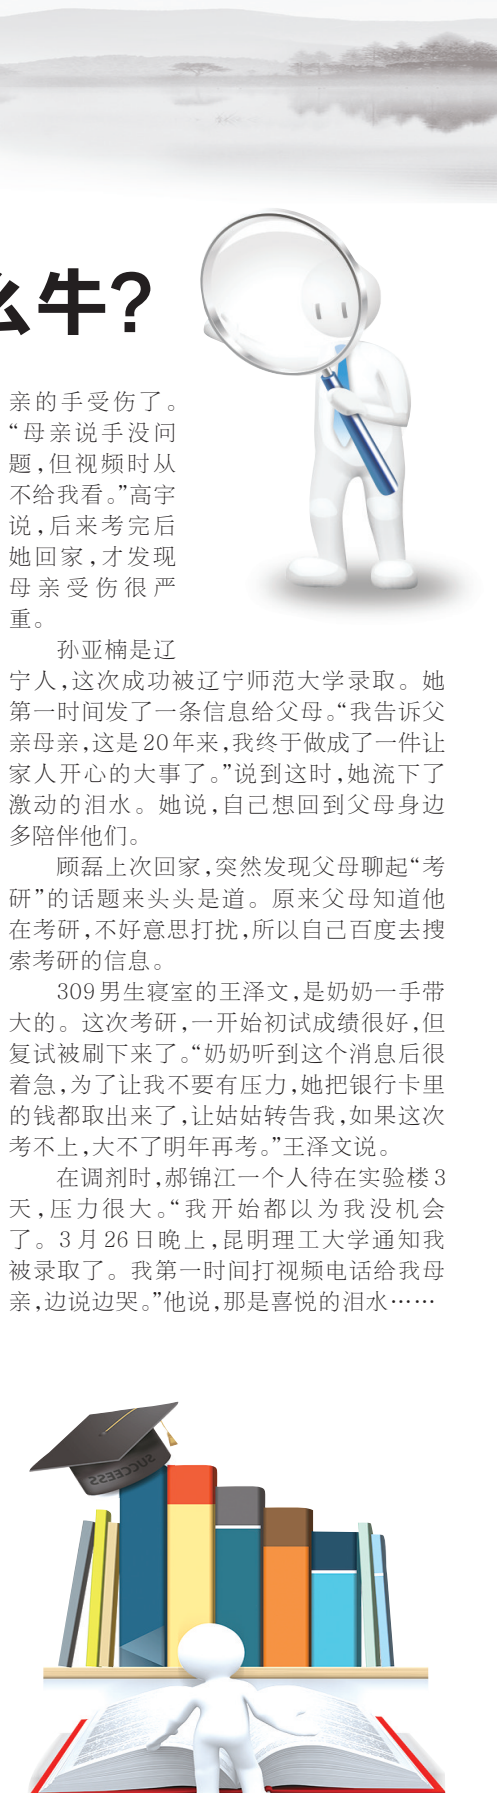 么牛?
亲的手受伤了。
“母亲说手没问
题,但视频时从
不给我看。”高宇
说,后来考完后
她回家,才发现
母亲受伤很严
重。
孙亚楠是辽
宁人,这次成功被辽宁师范大学录取。她
第一时间发了一条信息给父母。“我告诉父
亲母亲,这是20年来,我终于做成了一件让
家人开心的大事了。”说到这时,她流下了
激动的泪水。她说,自己想回到父母身边
多陪伴他们。
顾磊上次回家,突然发现父母聊起“考
研”的话题来头头是道。原来父母知道他
在考研,不好意思打扰,所以自己百度去搜
索考研的信息。
309男生寝室的王泽文,是奶奶一手带
大的。这次考研,一开始初试成绩很好,但
复试被刷下来了。“奶奶听到这个消息后很
着急,为了让我不要有压力,她把银行卡里
的钱都取出来了,让姑姑转告我,如果这次
考不上,大不了明年再考。”王泽文说。
在调剂时,郝锦江一个人待在实验楼3
天,压力很大。“我开始都以为我没机会
了。3月26日晚上,昆明理工大学通知我
被录取了。我第一时间打视频电话给我母
亲,边说边哭。”他说,那是喜悦的泪水……
SUCCEESS